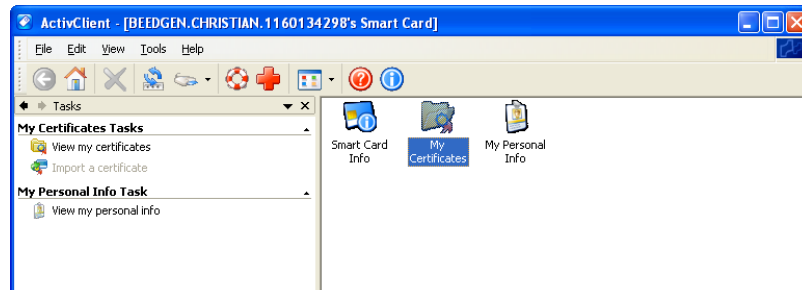 ActivClient - [BEEDGEN.CHRISTIAN.1160134298's Smart Card]
File Edit View Tools Help
Tasks
My Certificates Tasks
View my certificates
Import a certificate
My Personal Info Task
View my personal info
Smart Card
Info
My
Certificates
My Personal
Info